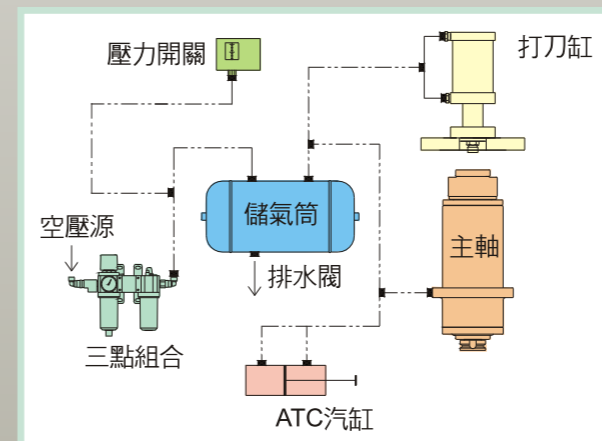 壓力開關
打刀缸
儲氣筒
主軸
空壓源
排水閥
三點組合
ATC汽缸